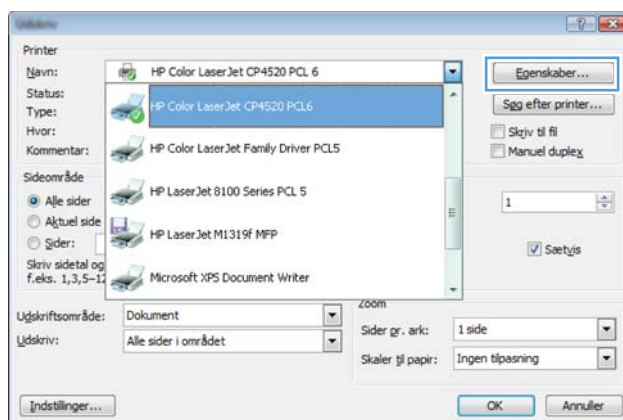 Udskriv
Printer
Navn: HP Color LaserJet CP4520 PCL 6 Egenskaber...
Status: HP Color LaserJet CP4520 PCL6 Søg efter printer...
Type:
Hvor: Skriv til fil
Kommentar: HP Color LaserJet Family Driver PCL5 Manuel duplex
Sideområde HP LaserJet 8100 Series PCL 5
Alle sider 1
Aktuel side HP LaserJet M1319f MFP
Sider: Sætvis
Skriv sidetal og
f.eks. 1,3,5–12 Microsoft XPS Document Writer
Zoom
Udskriftsområde: Dokument Sider pr. ark: 1 side
Udskriv: Alle sider i området
Skaler til papir: Ingen tilpasning
Indstillinger... OK Annuller